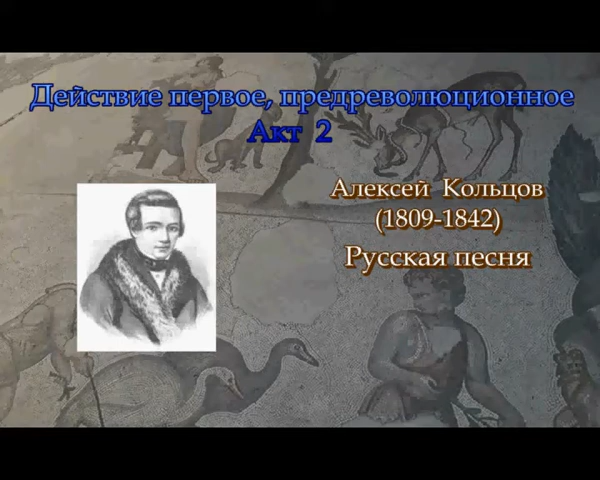 Действие первое, предреволюционное
Акт 2
Алексей Кольцов
(1809-1842)
Русская песня